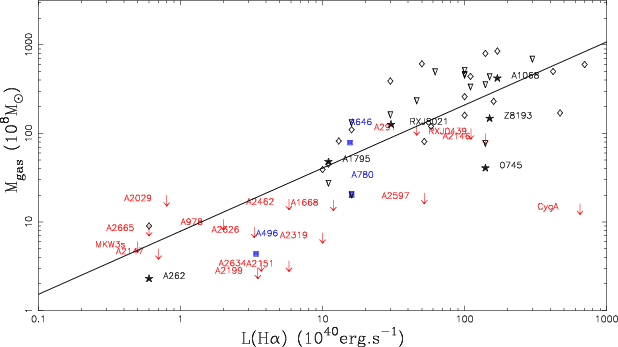 1000
A1068
A646
A29
RXJ8021
Z8193
RXJ0439
A2146
100
A1795
0745
A780
A2029
A2462
A1668
A2597
CygA
10
A2665
A978
A2626
A496
A2319
MKW3s
A2147
A2634
A2151
A262
A2199
1
0.1
1
10
100
1000
M_gas (10^8 M_⊙)
L(Hα) (10^40 erg.s^-1)